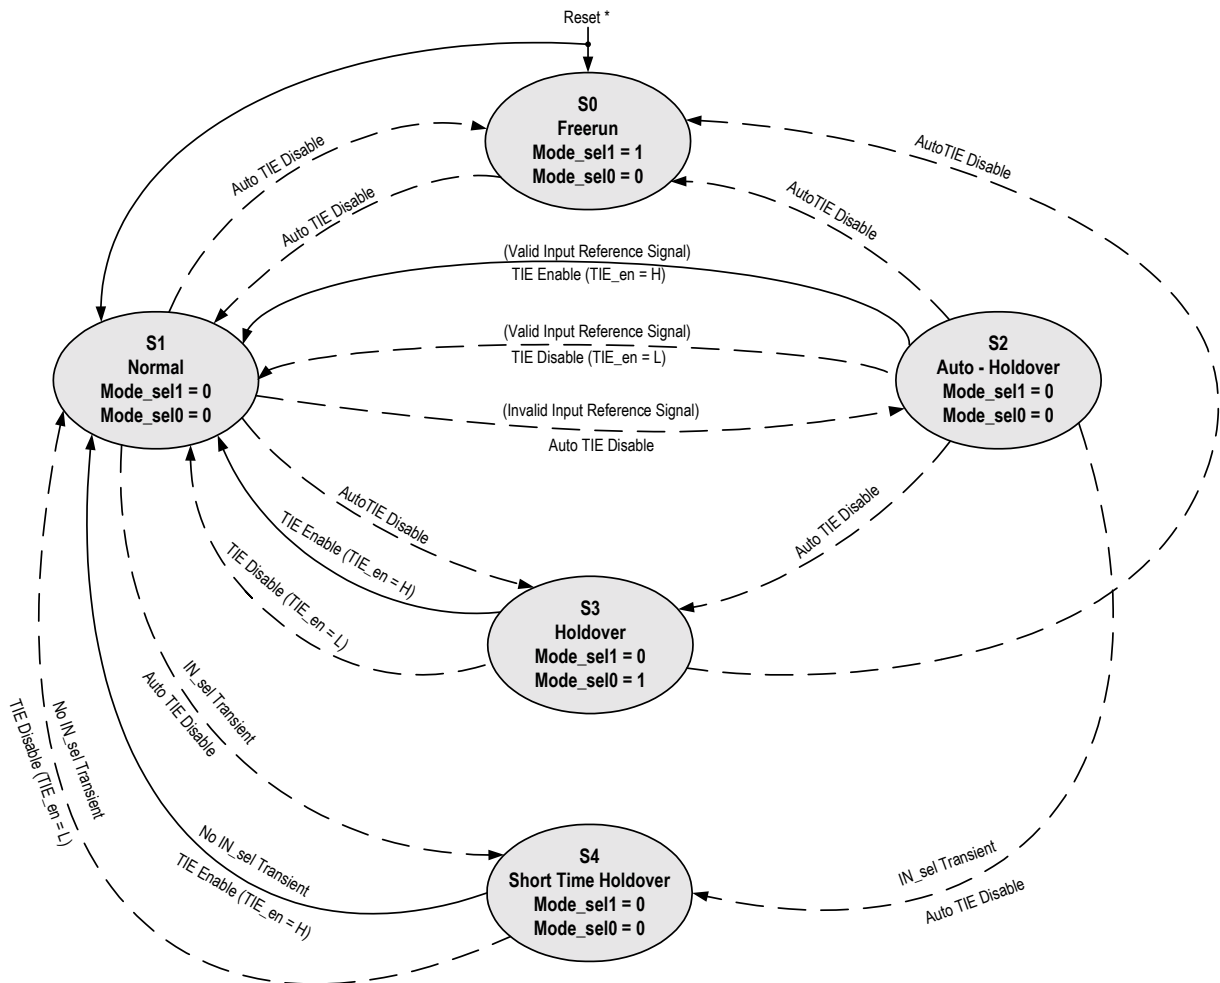 Reset *
S0
Freerun
Mode_sel1 = 1
Mode_sel0 = 0
Auto TIE Disable
Auto TIE Disable
AutoTIE Disable
AutoTIE Disable
(Valid Input Reference Signal)
TIE Enable (TIE_en = H)
S1
Normal
Mode_sel1 = 0
Mode_sel0 = 0
(Valid Input Reference Signal)
TIE Disable (TIE_en = L)
S2
Auto - Holdover
Mode_sel1 = 0
Mode_sel0 = 0
(Invalid Input Reference Signal)
Auto TIE Disable
AutoTIE Disable
TIE Enable (TIE_en = H)
TIE Disable (TIE_en = L)
Auto TIE Disable
S3
Holdover
Mode_sel1 = 0
Mode_sel0 = 1
IN_sel Transient
Auto TIE Disable
No IN_sel Transient
TIE Disable (TIE_en = L)
No IN_sel Transient
TIE Enable (TIE_en = H)
S4
Short Time Holdover
Mode_sel1 = 0
Mode_sel0 = 0
IN_sel Transient
Auto TIE Disable